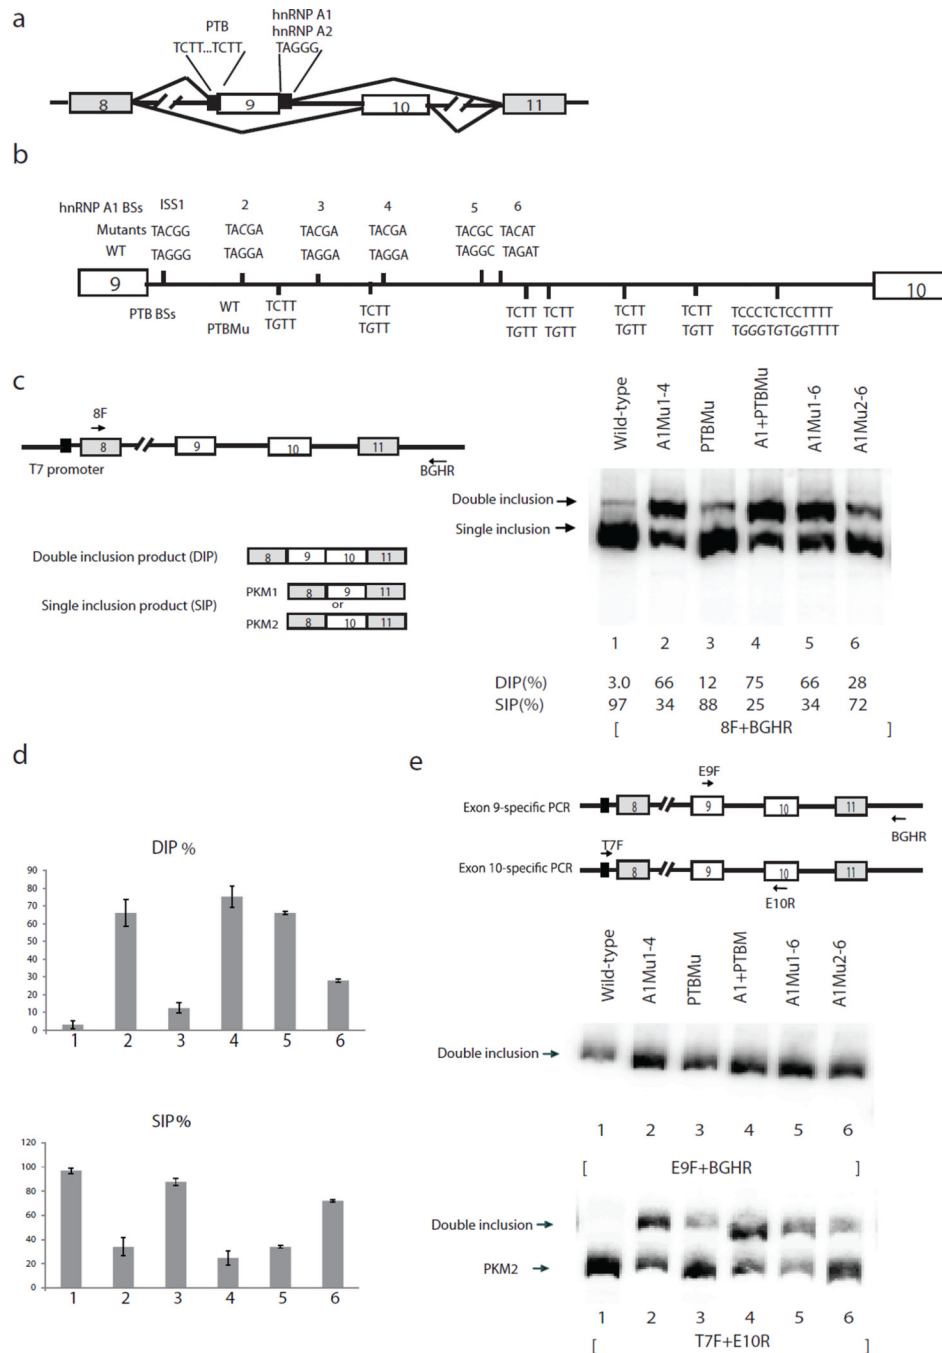 a
hnRNP A1
PTB hnRNP A2
TCTT...TCTT TAGGG
8 9 10 11
b
hnRNP A1 BSs ISS1 2 3 4 5 6
Mutants TACGG TACGA TACGA TACGA TACGC TACAT
WT TAGGG TAGGA TAGGA TAGGA TAGGC TAGAT
9 10
PTB BSs WT TCTT TCTT TCTT TCTT TCTT TCTT TCCCTCTCCTTTT
PTBMu TGTT TGTT TGTT TGTT TGTT TGTT TGGGTGTGGTTTT
c
8F
8 9 10 11
T7 promoter BGHR
Double inclusion product (DIP) 8 9 10 11
Single inclusion product (SIP)
PKM1 8 9 11
or
PKM2 8 10 11
Wild-type A1Mu1-4 PTBMu A1+PTBMu A1Mu1-6 A1Mu2-6
Double inclusion
Single inclusion
1 2 3 4 5 6
DIP(%) 3.0 66 12 75 66 28
SIP(%) 97 34 88 25 34 72
[ 8F+BGHR ]
d
DIP %
90
80
70
60
50
40
30
20
10
0
1 2 3 4 5 6
SIP%
120
100
80
60
40
20
0
1 2 3 4 5 6
e
E9F
Exon 9-specific PCR 8 9 10 11
BGHR
T7F
Exon 10-specific PCR 8 9 10 11
E10R
Wild-type A1Mu1-4 PTBMu A1+PTBM A1Mu1-6 A1Mu2-6
Double inclusion
1 2 3 4 5 6
[ E9F+BGHR ]
Double inclusion
PKM2
1 2 3 4 5 6
[ T7F+E10R ]